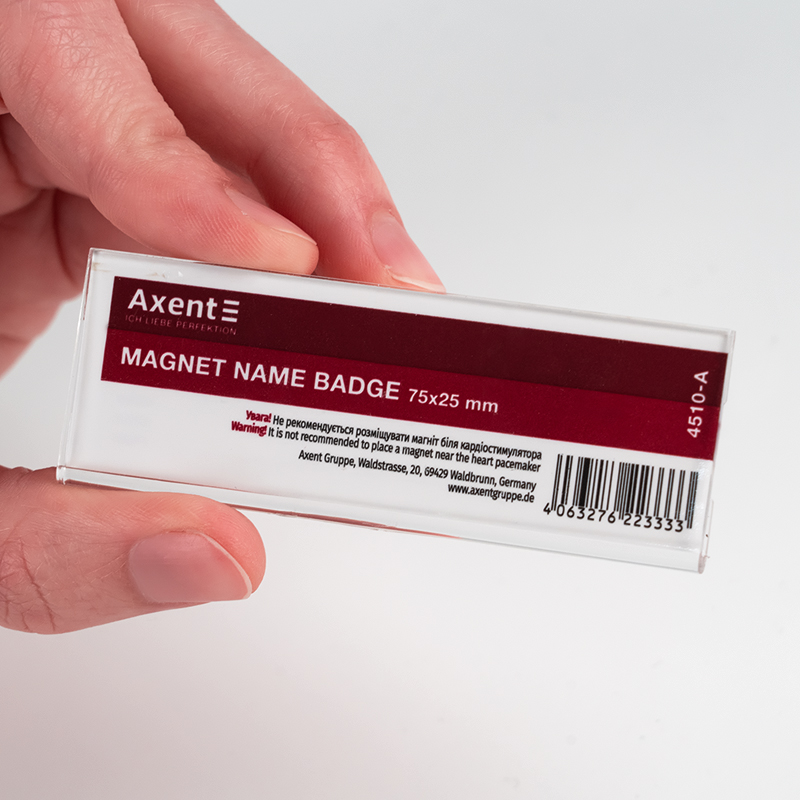 Axent
ICH LIEBE PERFEKTION
MAGNET NAME BADGE 75x25 mm
4510-A
Увага! Не рекомендується розміщувати магніт біля кардіостимулятора
Warning! It is not recommended to place a magnet near the heart pacemaker
Axent Gruppe, Waldstrasse, 20, 69429 Waldbrunn, Germany
www.axentgruppe.de
4 063276 223333